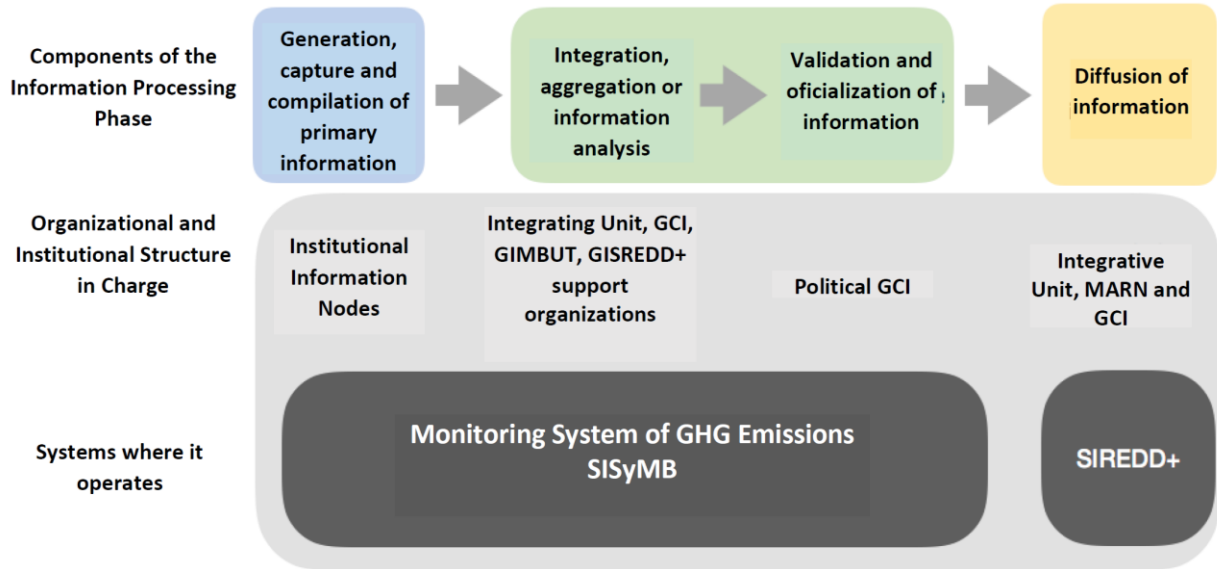 Components of the
Information Processing
Phase
Generation,
capture and
compilation of
primary
information
Integration,
aggregation or
information
analysis
Validation and
oficialization of
information
Diffusion of
information
Organizational and
Institutional Structure
in Charge
Institutional
Information
Nodes
Integrating Unit, GCI,
GIMBUT, GISREDD+
support
organizations
Political GCI
Integrative
Unit, MARN and
GCI
Systems where it
operates
Monitoring System of GHG Emissions
SISyMB
SIREDD+